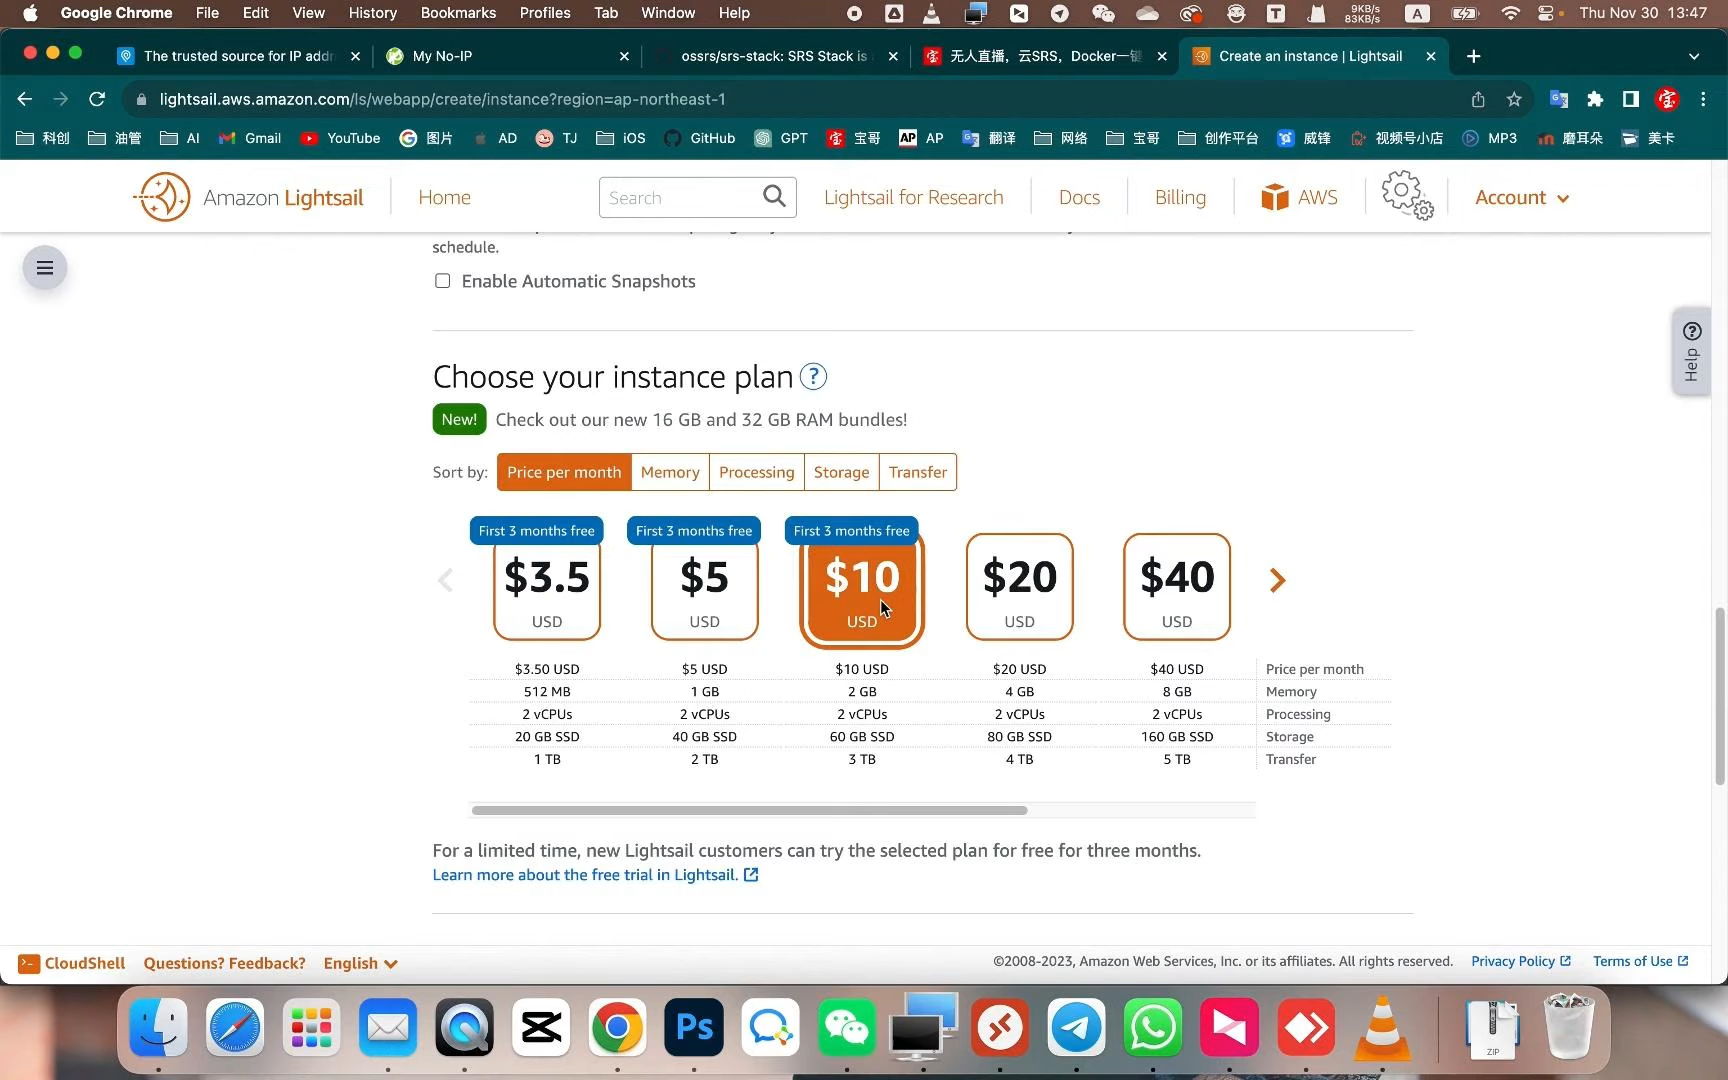 Google Chrome File Edit View History Bookmarks Profiles Tab Window Help 9KB/s 83KB/s A Thu Nov 30 13:47
The trusted source for IP addr My No-IP ossrs/srs-stack: SRS Stack is 无人直播，云SRS，Docker一键 Create an instance | Lightsail
lightsail.aws.amazon.com/ls/webapp/create/instance?region=ap-northeast-1
科创 油管 AI Gmail YouTube 图片 AD TJ iOS GitHub GPT 宝哥 AP 翻译 网络 宝哥 创作平台 威锋 视频号小店 MP3 磨耳朵 美卡
Amazon Lightsail Home Search Lightsail for Research Docs Billing AWS Account
schedule.
Enable Automatic Snapshots
Help
Choose your instance plan ?
New! Check out our new 16 GB and 32 GB RAM bundles!
Sort by: Price per month Memory Processing Storage Transfer
First 3 months free First 3 months free First 3 months free
$3.5 $5 $10 $20 $40
USD USD USD USD USD
$3.50 USD $5 USD $10 USD $20 USD $40 USD Price per month
512 MB 1 GB 2 GB 4 GB 8 GB Memory
2 vCPUs 2 vCPUs 2 vCPUs 2 vCPUs 2 vCPUs Processing
20 GB SSD 40 GB SSD 60 GB SSD 80 GB SSD 160 GB SSD Storage
1 TB 2 TB 3 TB 4 TB 5 TB Transfer
For a limited time, new Lightsail customers can try the selected plan for free for three months.
Learn more about the free trial in Lightsail.
CloudShell Questions? Feedback? English ©2008-2023, Amazon Web Services, Inc. or its affiliates. All rights reserved. Privacy Policy Terms of Use
Ps ZIP